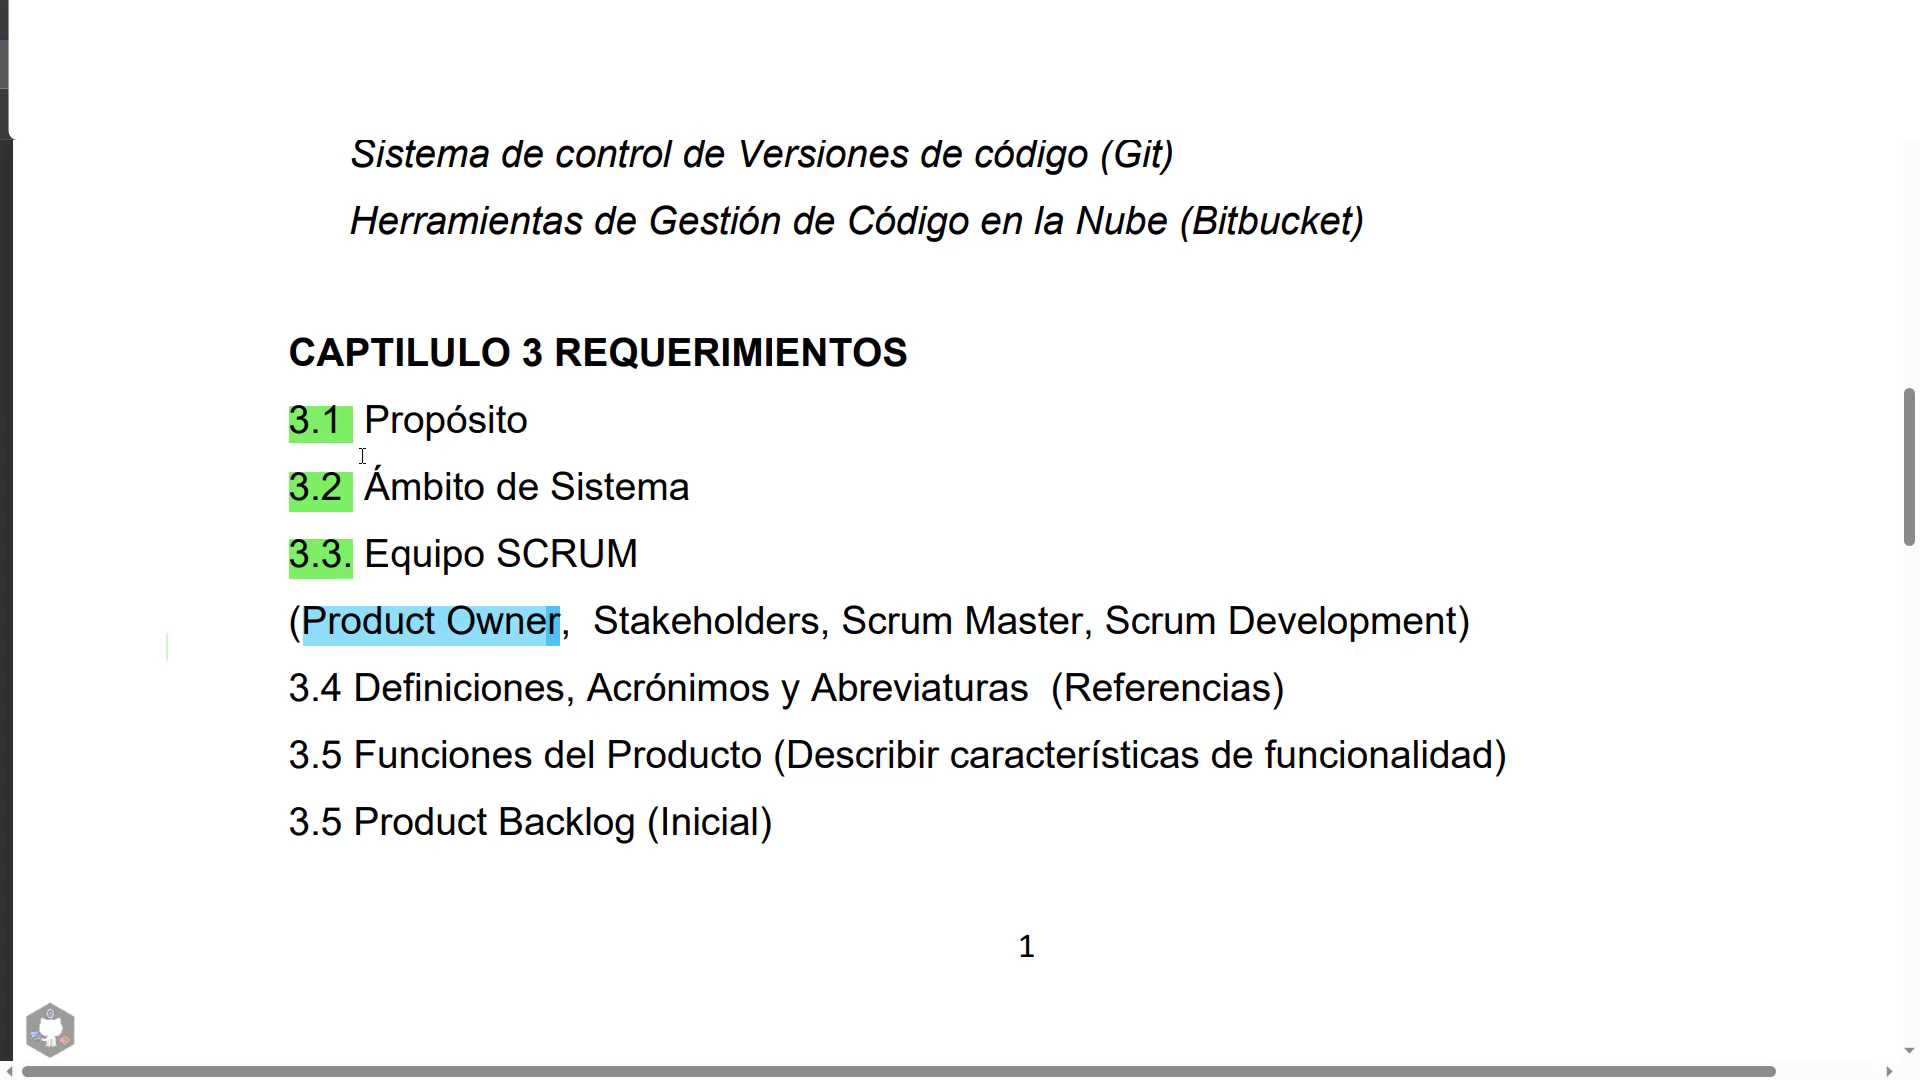 Sistema de control de Versiones de código (Git)
Herramientas de Gestión de Código en la Nube (Bitbucket)
CAPTILULO 3 REQUERIMIENTOS
3.1 Propósito
3.2 Ámbito de Sistema
3.3. Equipo SCRUM
(Product Owner, Stakeholders, Scrum Master, Scrum Development)
3.4 Definiciones, Acrónimos y Abreviaturas (Referencias)
3.5 Funciones del Producto (Describir características de funcionalidad)
3.5 Product Backlog (Inicial)
1